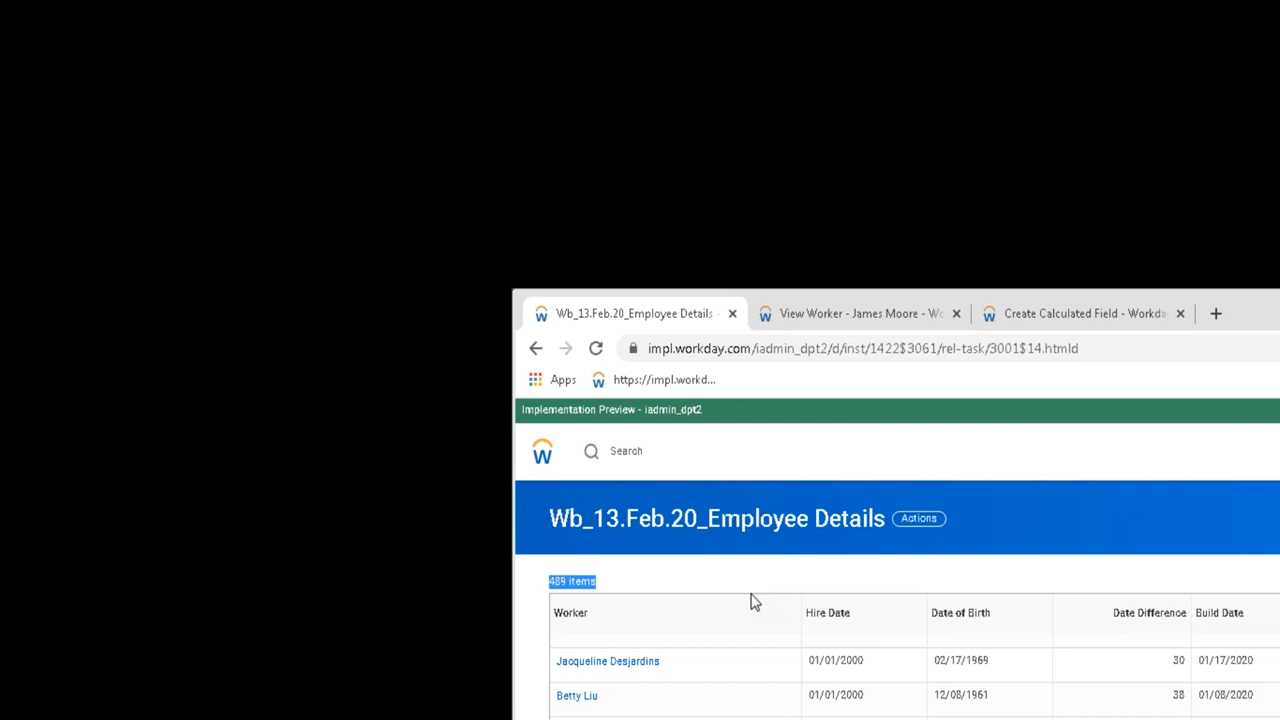 Wb_13.Feb.20_Employee Details - View Worker - James Moore - Wo Create Calculated Field - Workda
impl.workday.com/iadmin_dpt2/d/inst/1422$3061/rel-task/3001$14.htmld
Apps https://impl.workd...
Implementation Preview - iadmin_dpt2
W Search
Wb_13.Feb.20_Employee Details Actions
489 items
Worker Hire Date Date of Birth Date Difference Build Date
Jacqueline Desjardins 01/01/2000 02/17/1969 30 01/17/2020
Betty Liu 01/01/2000 12/08/1961 38 01/08/2020